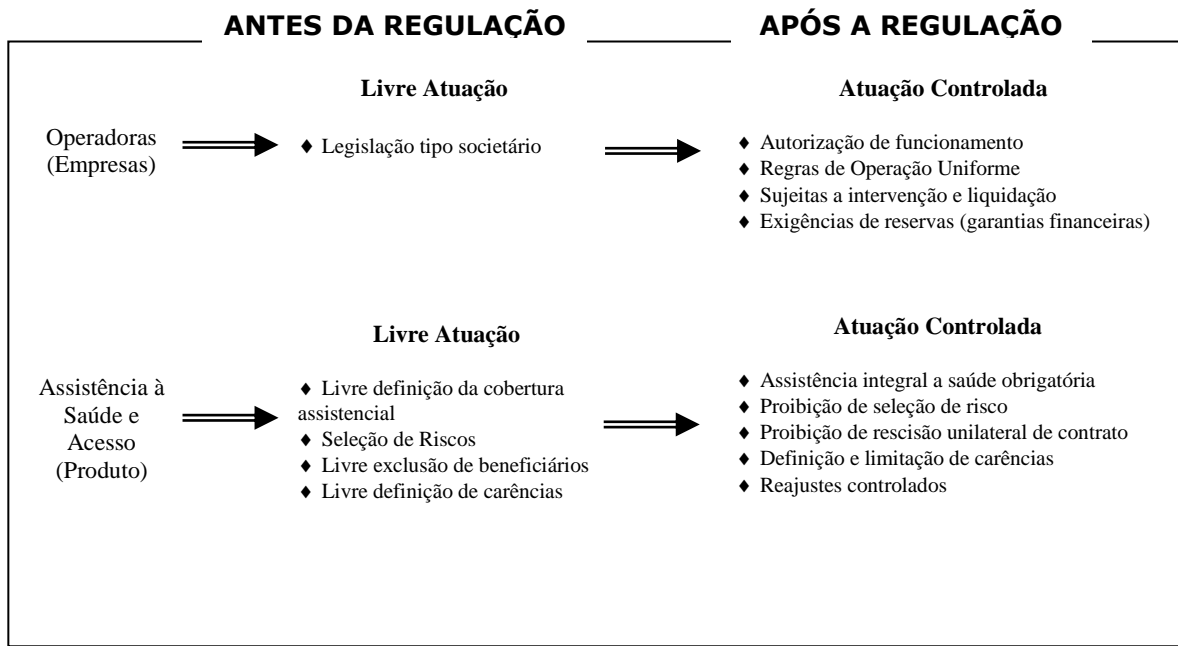 ANTES DA REGULAÇÃO
APÓS A REGULAÇÃO
Livre Atuação
Atuação Controlada
Operadoras
(Empresas)
♦ Legislação tipo societário
♦ Autorização de funcionamento
♦ Regras de Operação Uniforme
♦ Sujeitas a intervenção e liquidação
♦ Exigências de reservas (garantias financeiras)
Livre Atuação
Atuação Controlada
Assistência à
Saúde e
Acesso
(Produto)
♦ Livre definição da cobertura
assistencial
♦ Seleção de Riscos
♦ Livre exclusão de beneficiários
♦ Livre definição de carências
♦ Assistência integral a saúde obrigatória
♦ Proibição de seleção de risco
♦ Proibição de rescisão unilateral de contrato
♦ Definição e limitação de carências
♦ Reajustes controlados